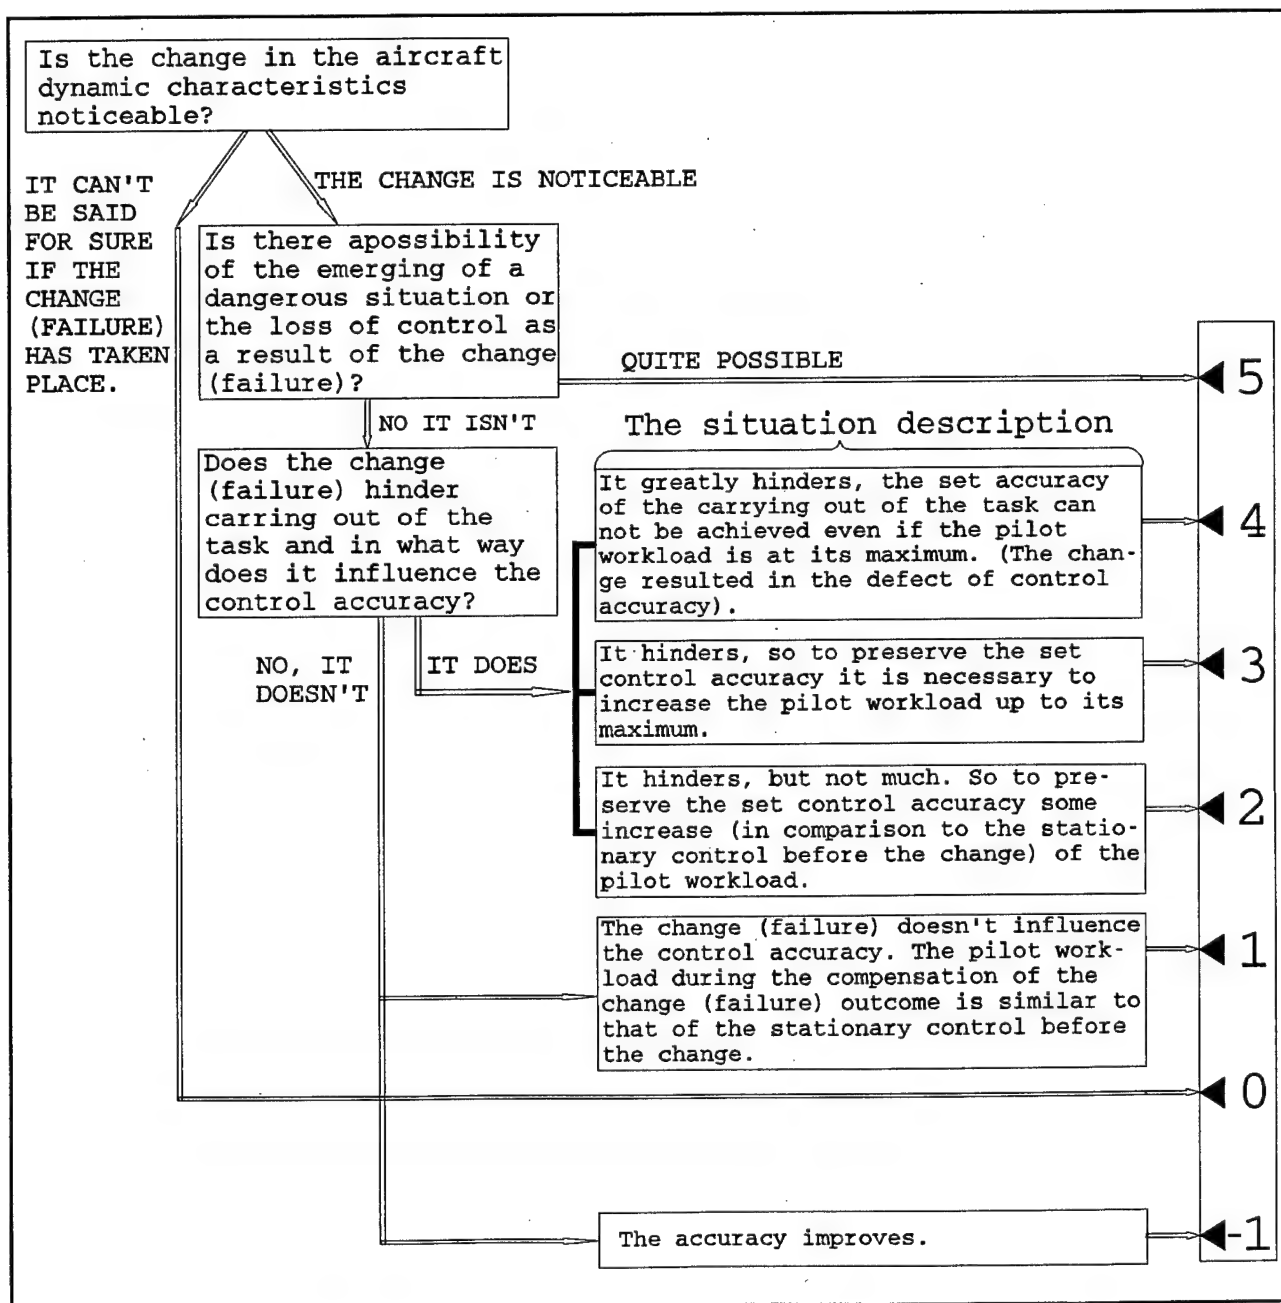 Is the change in the aircraft
dynamic characteristics
noticeable?
IT CAN'T
BE SAID
FOR SURE
IF THE
CHANGE
(FAILURE)
HAS TAKEN
PLACE.
THE CHANGE IS NOTICEABLE
Is there apossibility
of the emerging of a
dangerous situation or
the loss of control as
a result of the change
(failure)?
QUITE POSSIBLE
5
NO IT ISN'T
The situation description
Does the change
(failure) hinder
carring out of the
task and in what way
does it influence the
control accuracy?
It greatly hinders, the set accuracy
of the carrying out of the task can
not be achieved even if the pilot
workload is at its maximum. (The chan-
ge resulted in the defect of control
accuracy).
4
NO, IT
DOESN'T
IT DOES
It hinders, so to preserve the set
control accuracy it is necessary to
increase the pilot workload up to its
maximum.
3
It hinders, but not much. So to pre-
serve the set control accuracy some
increase (in comparison to the statio-
nary control before the change) of the
pilot workload.
2
The change (failure) doesn't influence
the control accuracy. The pilot work-
load during the compensation of the
change (failure) outcome is similar to
that of the stationary control before
the change.
1
0
The accuracy improves.
-1